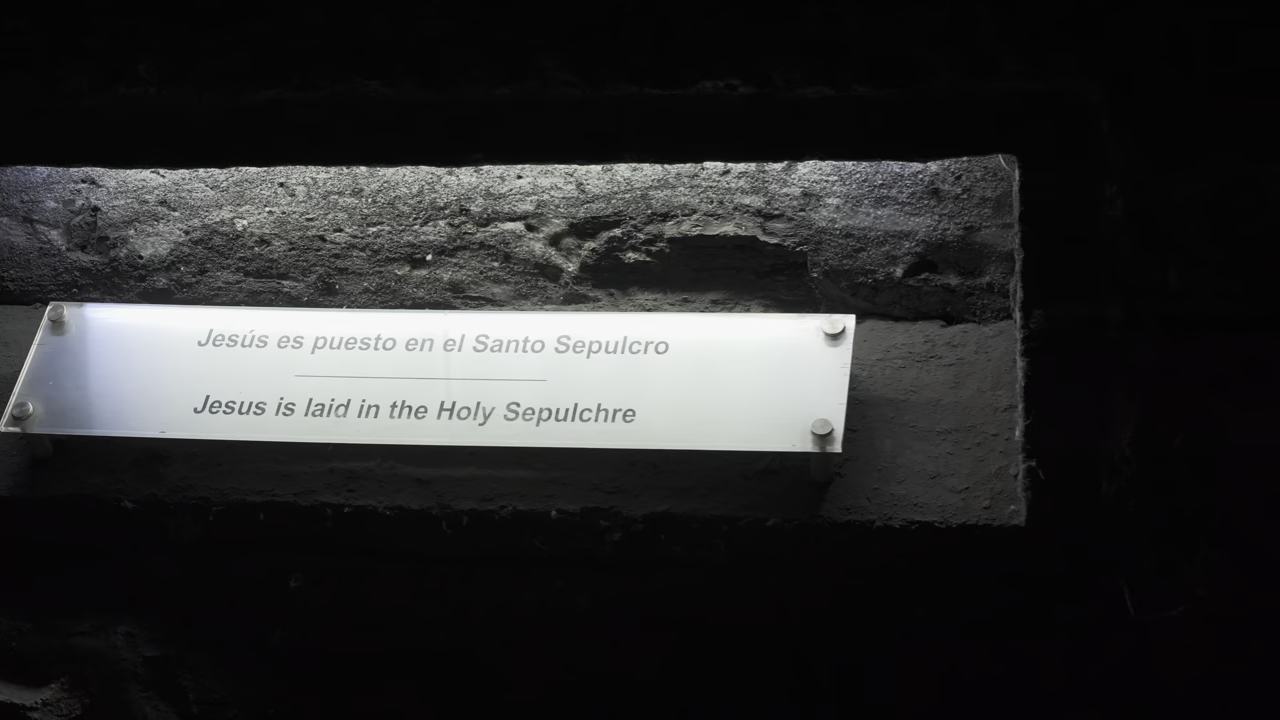 Jesús es puesto en el Santo Sepulcro
Jesus is laid in the Holy Sepulchre